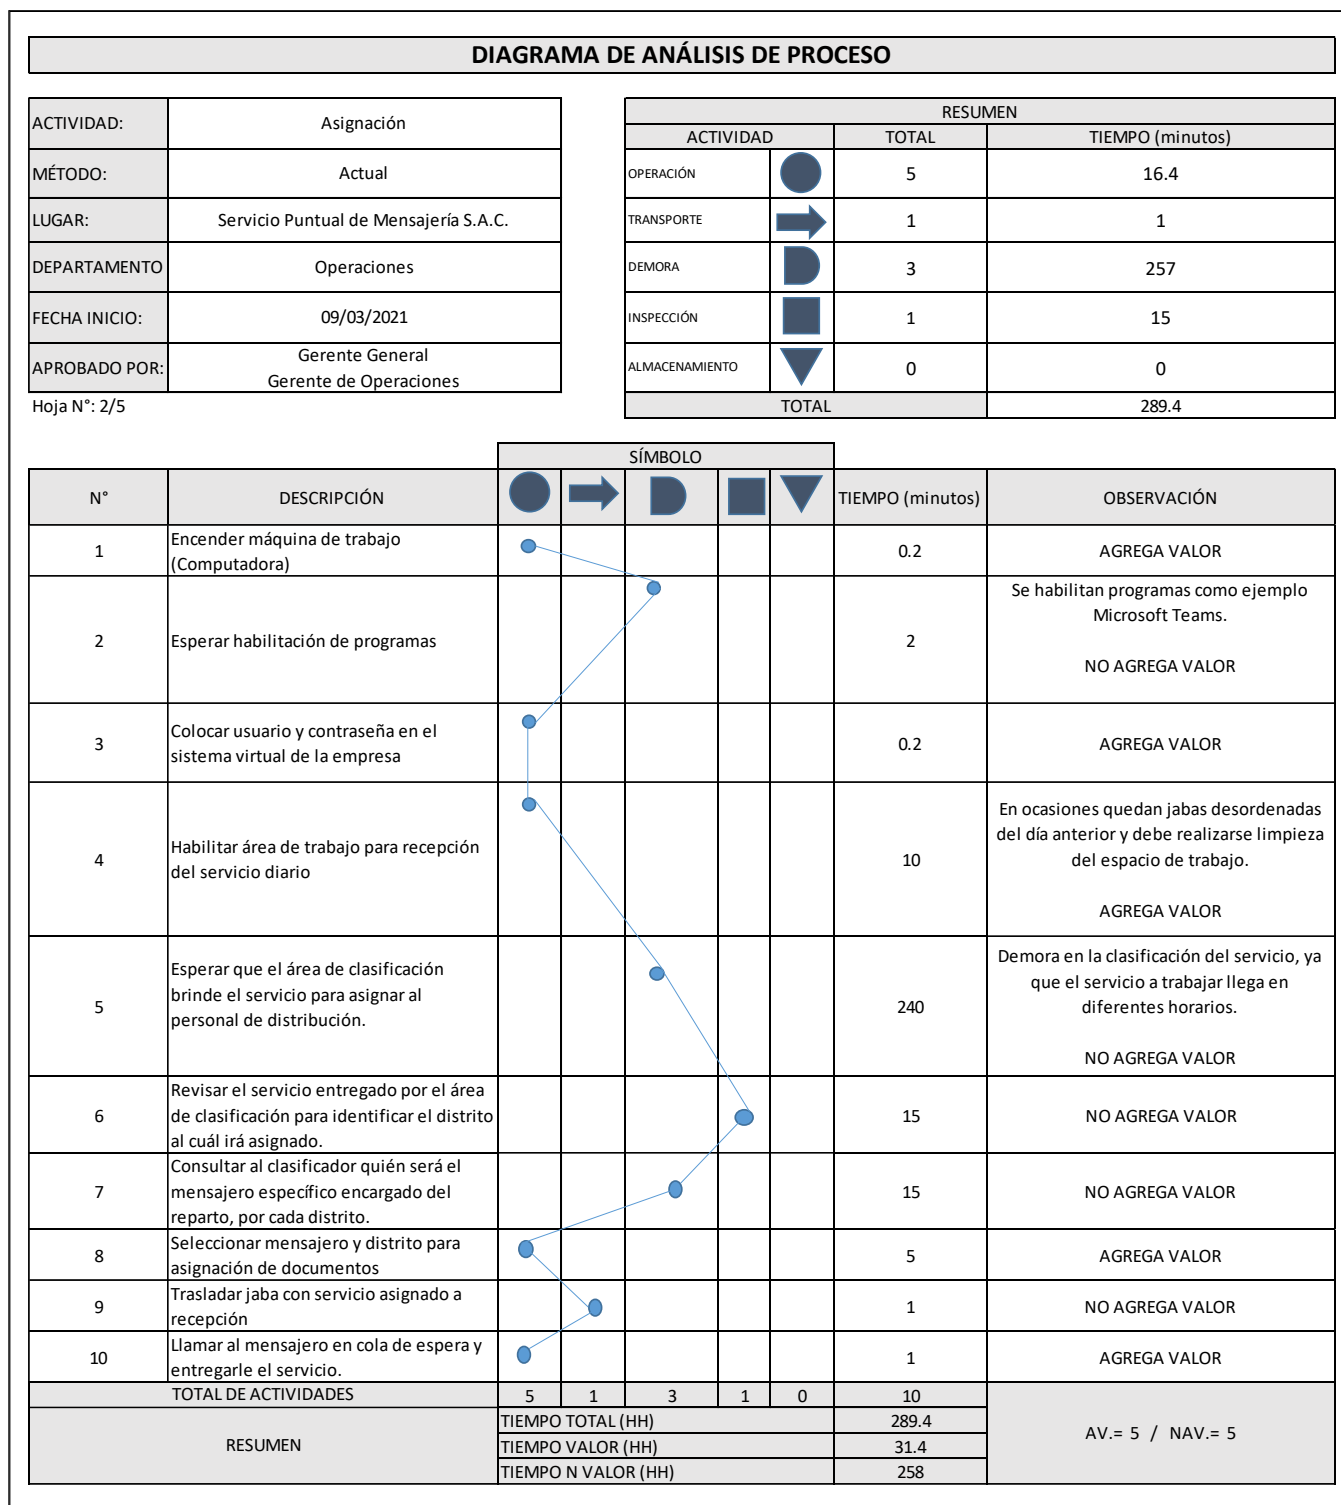 DIAGRAMA DE ANÁLISIS DE PROCESO
ACTIVIDAD: Asignación
MÉTODO: Actual
LUGAR: Servicio Puntual de Mensajería S.A.C.
DEPARTAMENTO Operaciones
FECHA INICIO: 09/03/2021
APROBADO POR: Gerente General
Gerente de Operaciones
Hoja N°: 2/5
RESUMEN
ACTIVIDAD TOTAL TIEMPO (minutos)
OPERACIÓN 5 16.4
TRANSPORTE 1 1
DEMORA 3 257
INSPECCIÓN 1 15
ALMACENAMIENTO 0 0
TOTAL 289.4
SÍMBOLO
N° DESCRIPCIÓN TIEMPO (minutos) OBSERVACIÓN
1 Encender máquina de trabajo
(Computadora)
0.2 AGREGA VALOR
2 Esperar habilitación de programas 2
Se habilitan programas como ejemplo
Microsoft Teams.
NO AGREGA VALOR
3 Colocar usuario y contraseña en el
sistema virtual de la empresa
0.2 AGREGA VALOR
4 Habilitar área de trabajo para recepción
del servicio diario
10
En ocasiones quedan jabas desordenadas
del día anterior y debe realizarse limpieza
del espacio de trabajo.
AGREGA VALOR
5 Esperar que el área de clasificación
brinde el servicio para asignar al
personal de distribución.
240
Demora en la clasificación del servicio, ya
que el servicio a trabajar llega en
diferentes horarios.
NO AGREGA VALOR
6 Revisar el servicio entregado por el área
de clasificación para identificar el distrito
al cuál irá asignado.
15 NO AGREGA VALOR
7 Consultar al clasificador quién será el
mensajero específico encargado del
reparto, por cada distrito.
15 NO AGREGA VALOR
8 Seleccionar mensajero y distrito para
asignación de documentos
5 AGREGA VALOR
9 Trasladar jaba con servicio asignado a
recepción
1 NO AGREGA VALOR
10 Llamar al mensajero en cola de espera y
entregarle el servicio.
1 AGREGA VALOR
TOTAL DE ACTIVIDADES 5 1 3 1 0 10
RESUMEN
TIEMPO TOTAL (HH) 289.4
TIEMPO VALOR (HH) 31.4
TIEMPO N VALOR (HH) 258
AV.= 5 / NAV.= 5